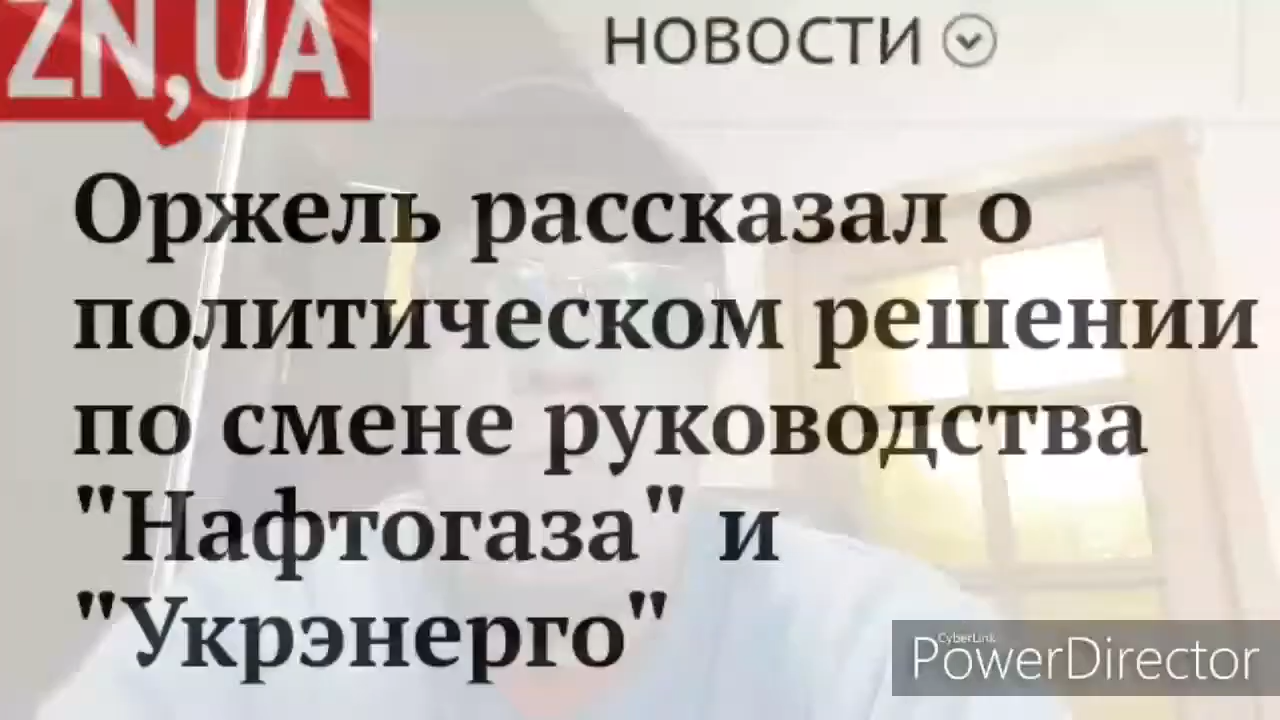 ZN,UA
НОВОСТИ
Оржель рассказал о
политическом решении
по смене руководства
"Нафтогаза" и
"Укрэнерго"
CyberLink
PowerDirector